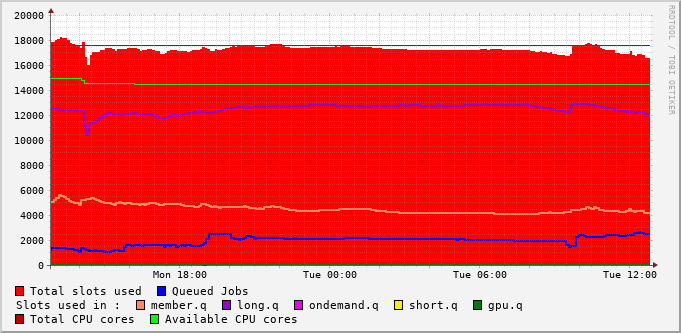 20000
18000
16000
14000
12000
10000
8000
6000
4000
2000
0
Mon 18:00 Tue 00:00 Tue 06:00 Tue 12:00
RRDTOOL / TOBI OETIKER
Total slots used Queued Jobs
Slots used in : member.q long.q ondemand.q short.q gpu.q
Total CPU cores Available CPU cores